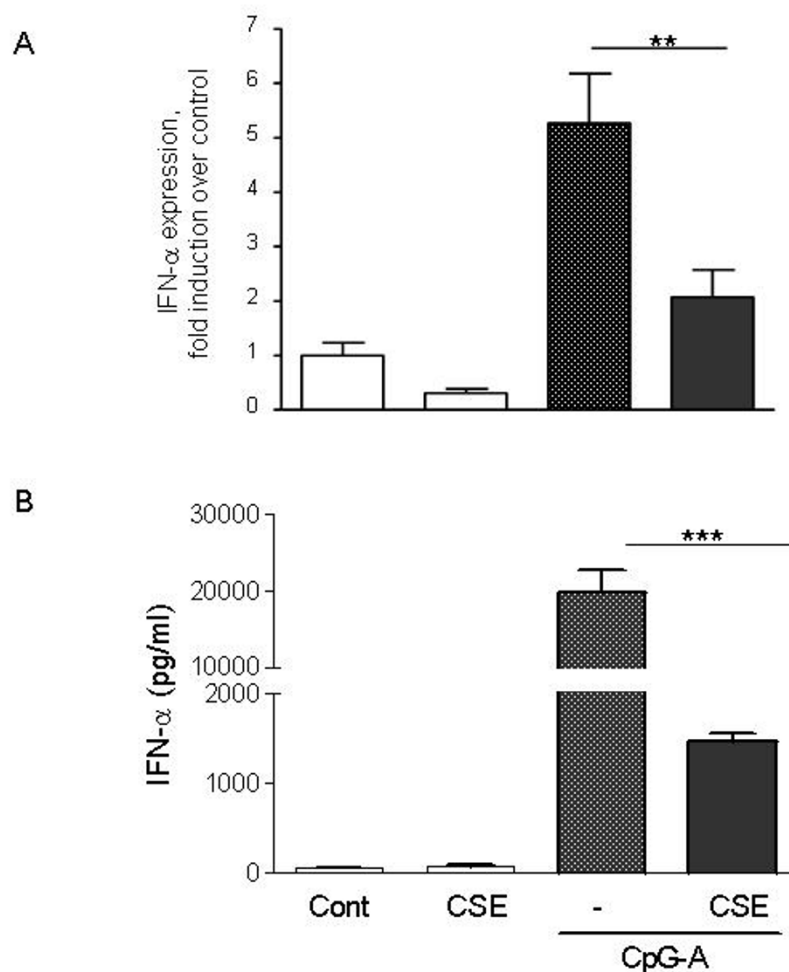 A
IFN-α expression,
fold induction over control
7
6
5
4
3
2
1
0
**
B
IFN-α (pg/ml)
30000
20000
10000
2000
1000
0
***
Cont CSE - CSE
CpG-A